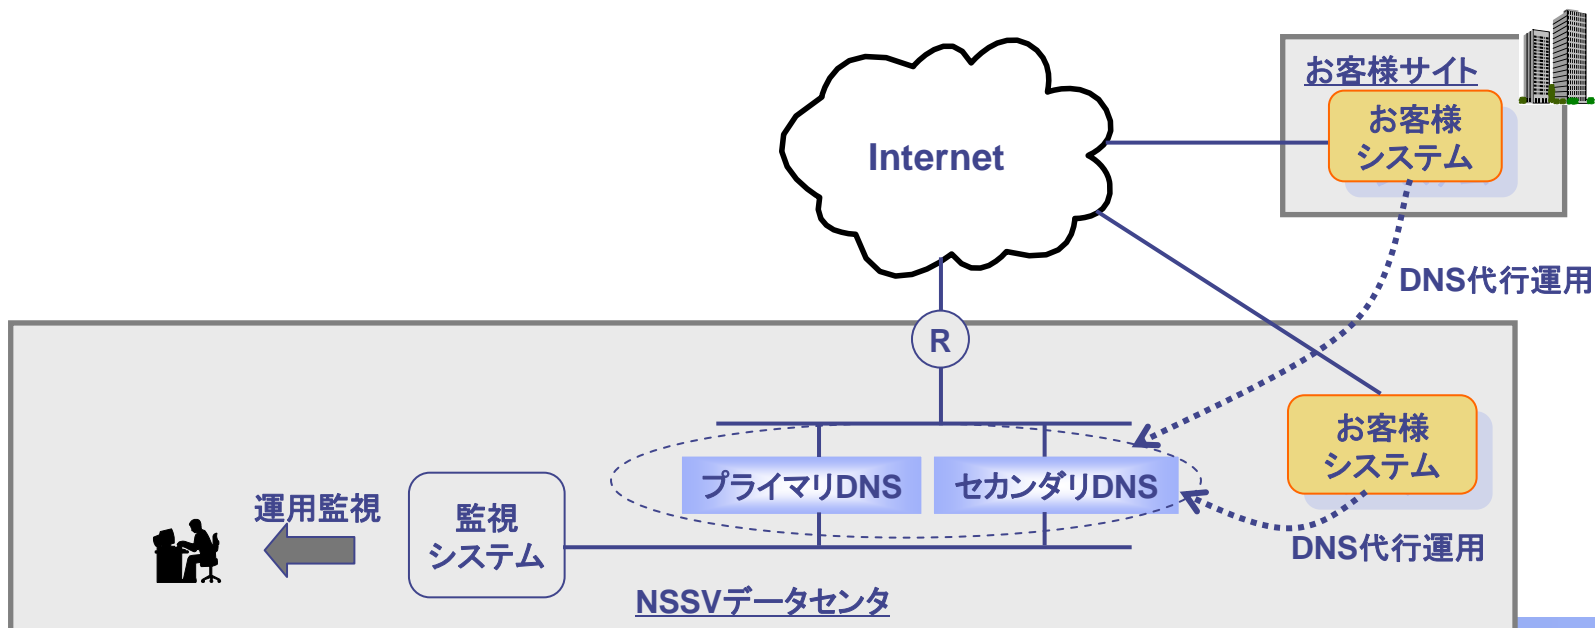 お客様サイト
お客様
システム
Internet
DNS代行運用
R
お客様
システム
プライマリDNS
セカンダリDNS
運用監視
監視
システム
DNS代行運用
NSSVデータセンタ